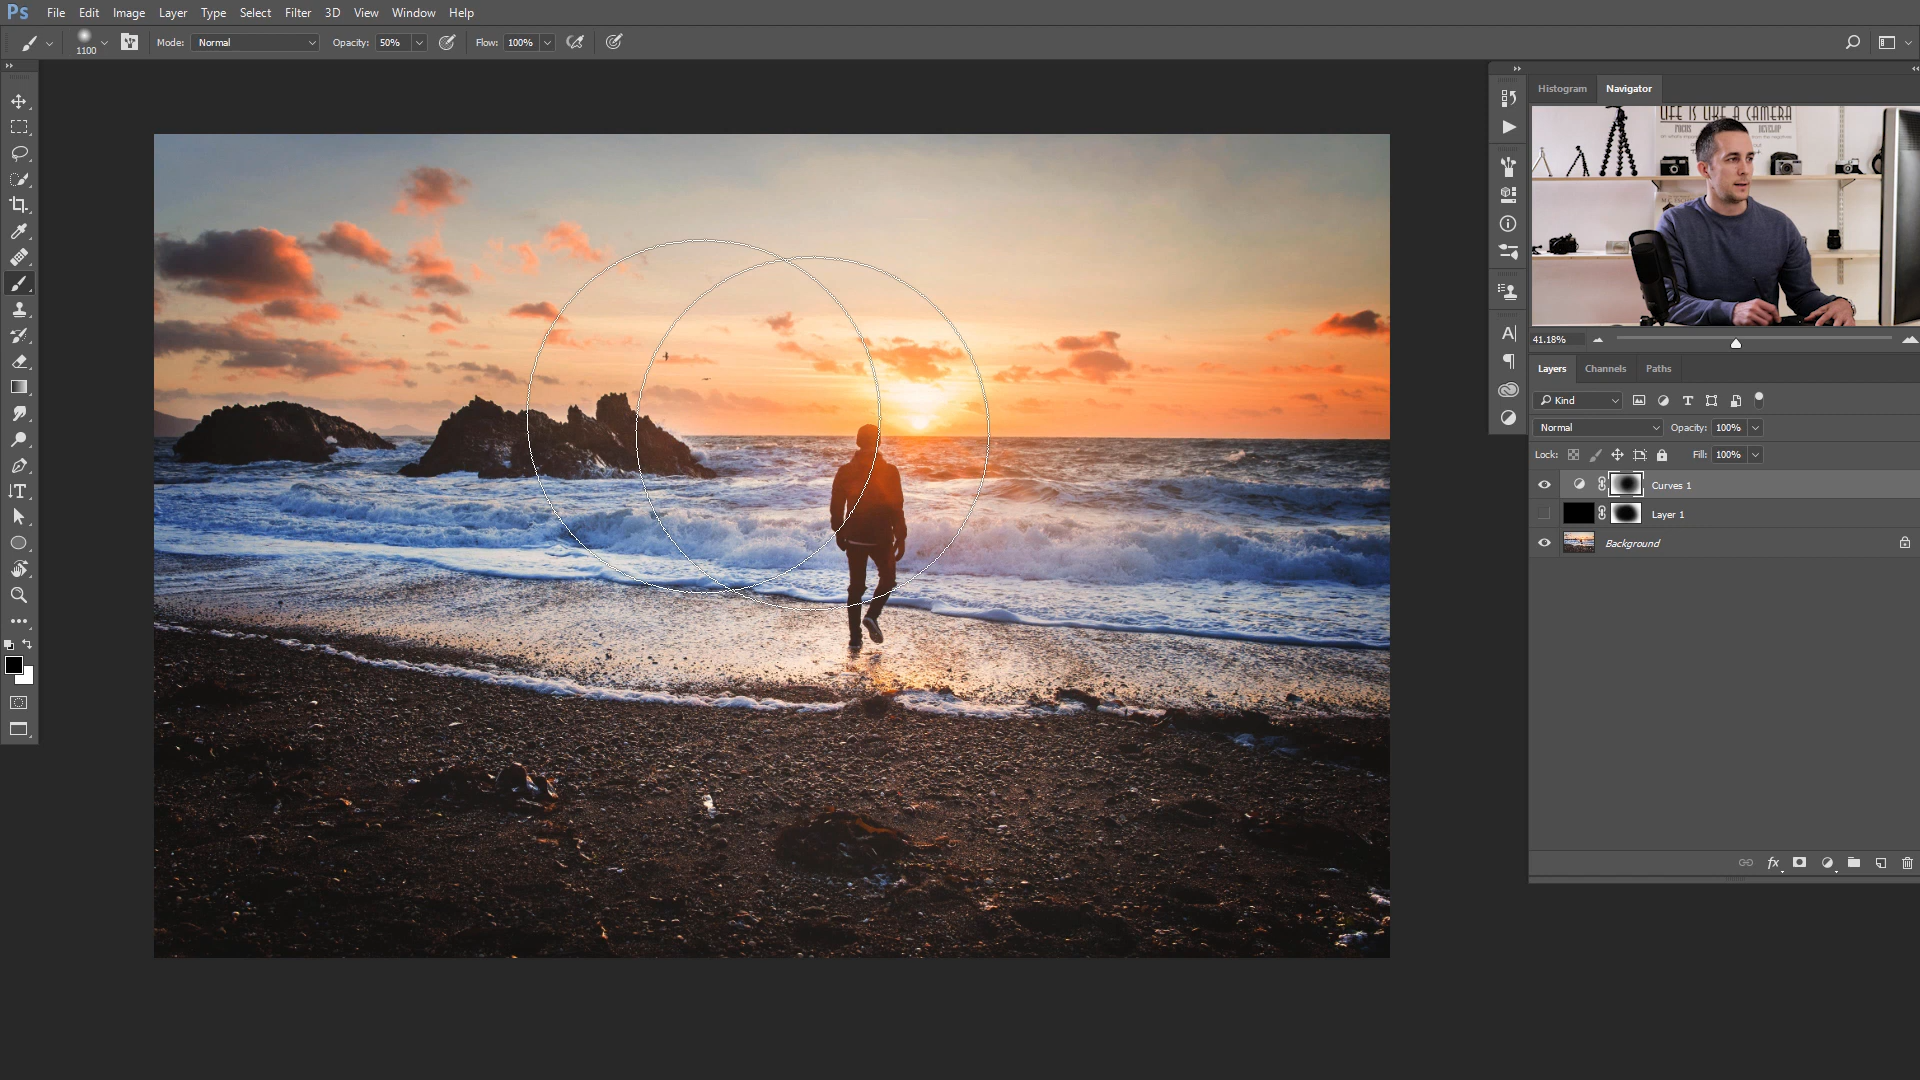 Ps File Edit Image Layer Type Select Filter 3D View Window Help
1100 Mode: Normal Opacity: 50% Flow: 100%
Histogram Navigator
LIFE IS LIKE A CAMERA
41.18%
Layers Channels Paths
Kind
Normal Opacity: 100%
Lock: Fill: 100%
Curves 1
Layer 1
Background
fx